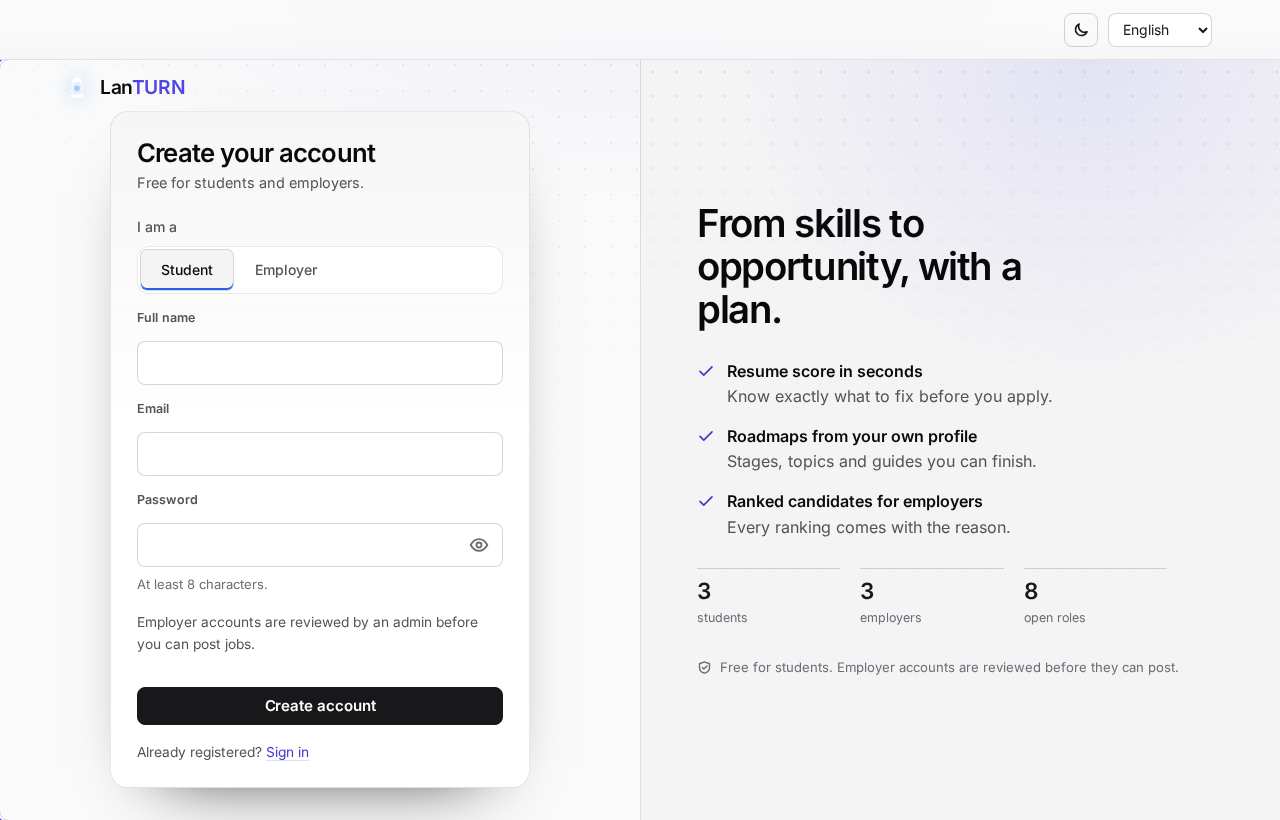 English
LanTURN
Create your account
Free for students and employers.
I am a
Student
Employer
Full name
Email
Password
At least 8 characters.
Employer accounts are reviewed by an admin before
you can post jobs.
Create account
Already registered? Sign in
From skills to
opportunity, with a
plan.
Resume score in seconds
Know exactly what to fix before you apply.
Roadmaps from your own profile
Stages, topics and guides you can finish.
Ranked candidates for employers
Every ranking comes with the reason.
3
students
3
employers
8
open roles
Free for students. Employer accounts are reviewed before they can post.